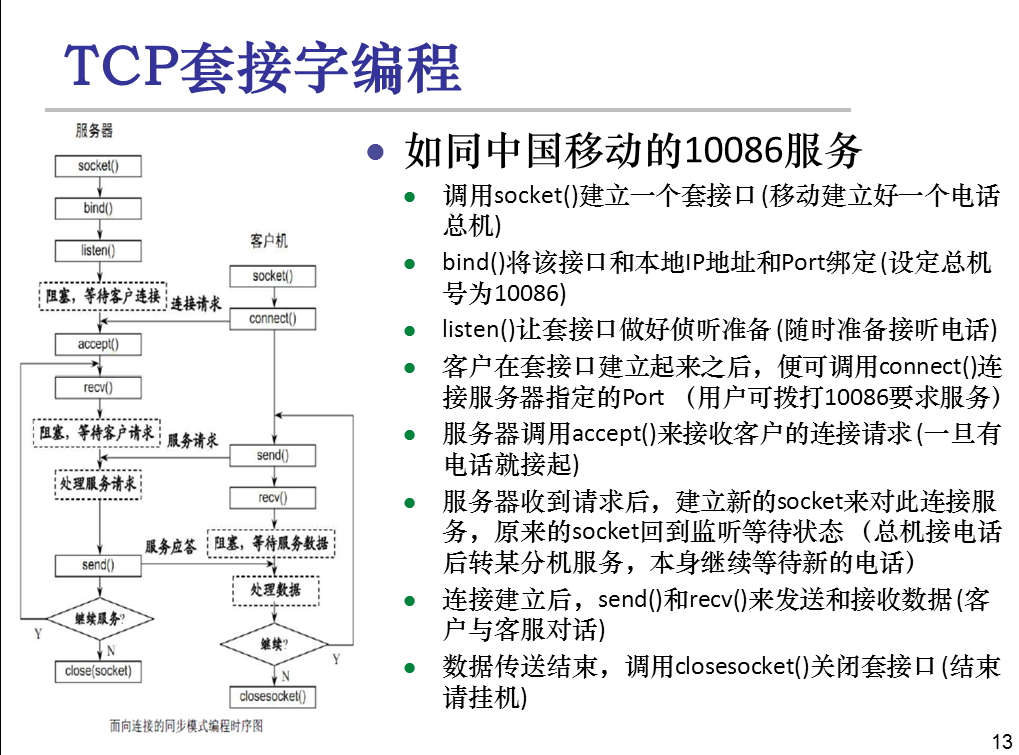 TCP套接字编程
服务器
socket()
bind()
listen()
阻塞，等待客户连接
连接请求
accept()
recv()
阻塞，等待客户请求
服务请求
处理服务请求
服务应答
send()
继续服务?
Y
N
close(socket)
客户机
socket()
connect()
send()
recv()
阻塞，等待服务数据
处理数据
继续?
Y
N
closesocket()
面向连接的同步模式编程时序图
如同中国移动的10086服务
调用socket()建立一个套接口(移动建立好一个电话
总机)
bind()将该接口和本地IP地址和Port绑定(设定总机
号为10086)
listen()让套接口做好侦听准备(随时准备接听电话)
客户在套接口建立起来之后，便可调用connect()连
接服务器指定的Port （用户可拨打10086要求服务）
服务器调用accept()来接收客户的连接请求(一旦有
电话就接起)
服务器收到请求后，建立新的socket来对此连接服
务，原来的socket回到监听等待状态（总机接电话
后转某分机服务，本身继续等待新的电话）
连接建立后，send()和recv()来发送和接收数据(客
户与客服对话)
数据传送结束，调用closesocket()关闭套接口(结束
请挂机)
13